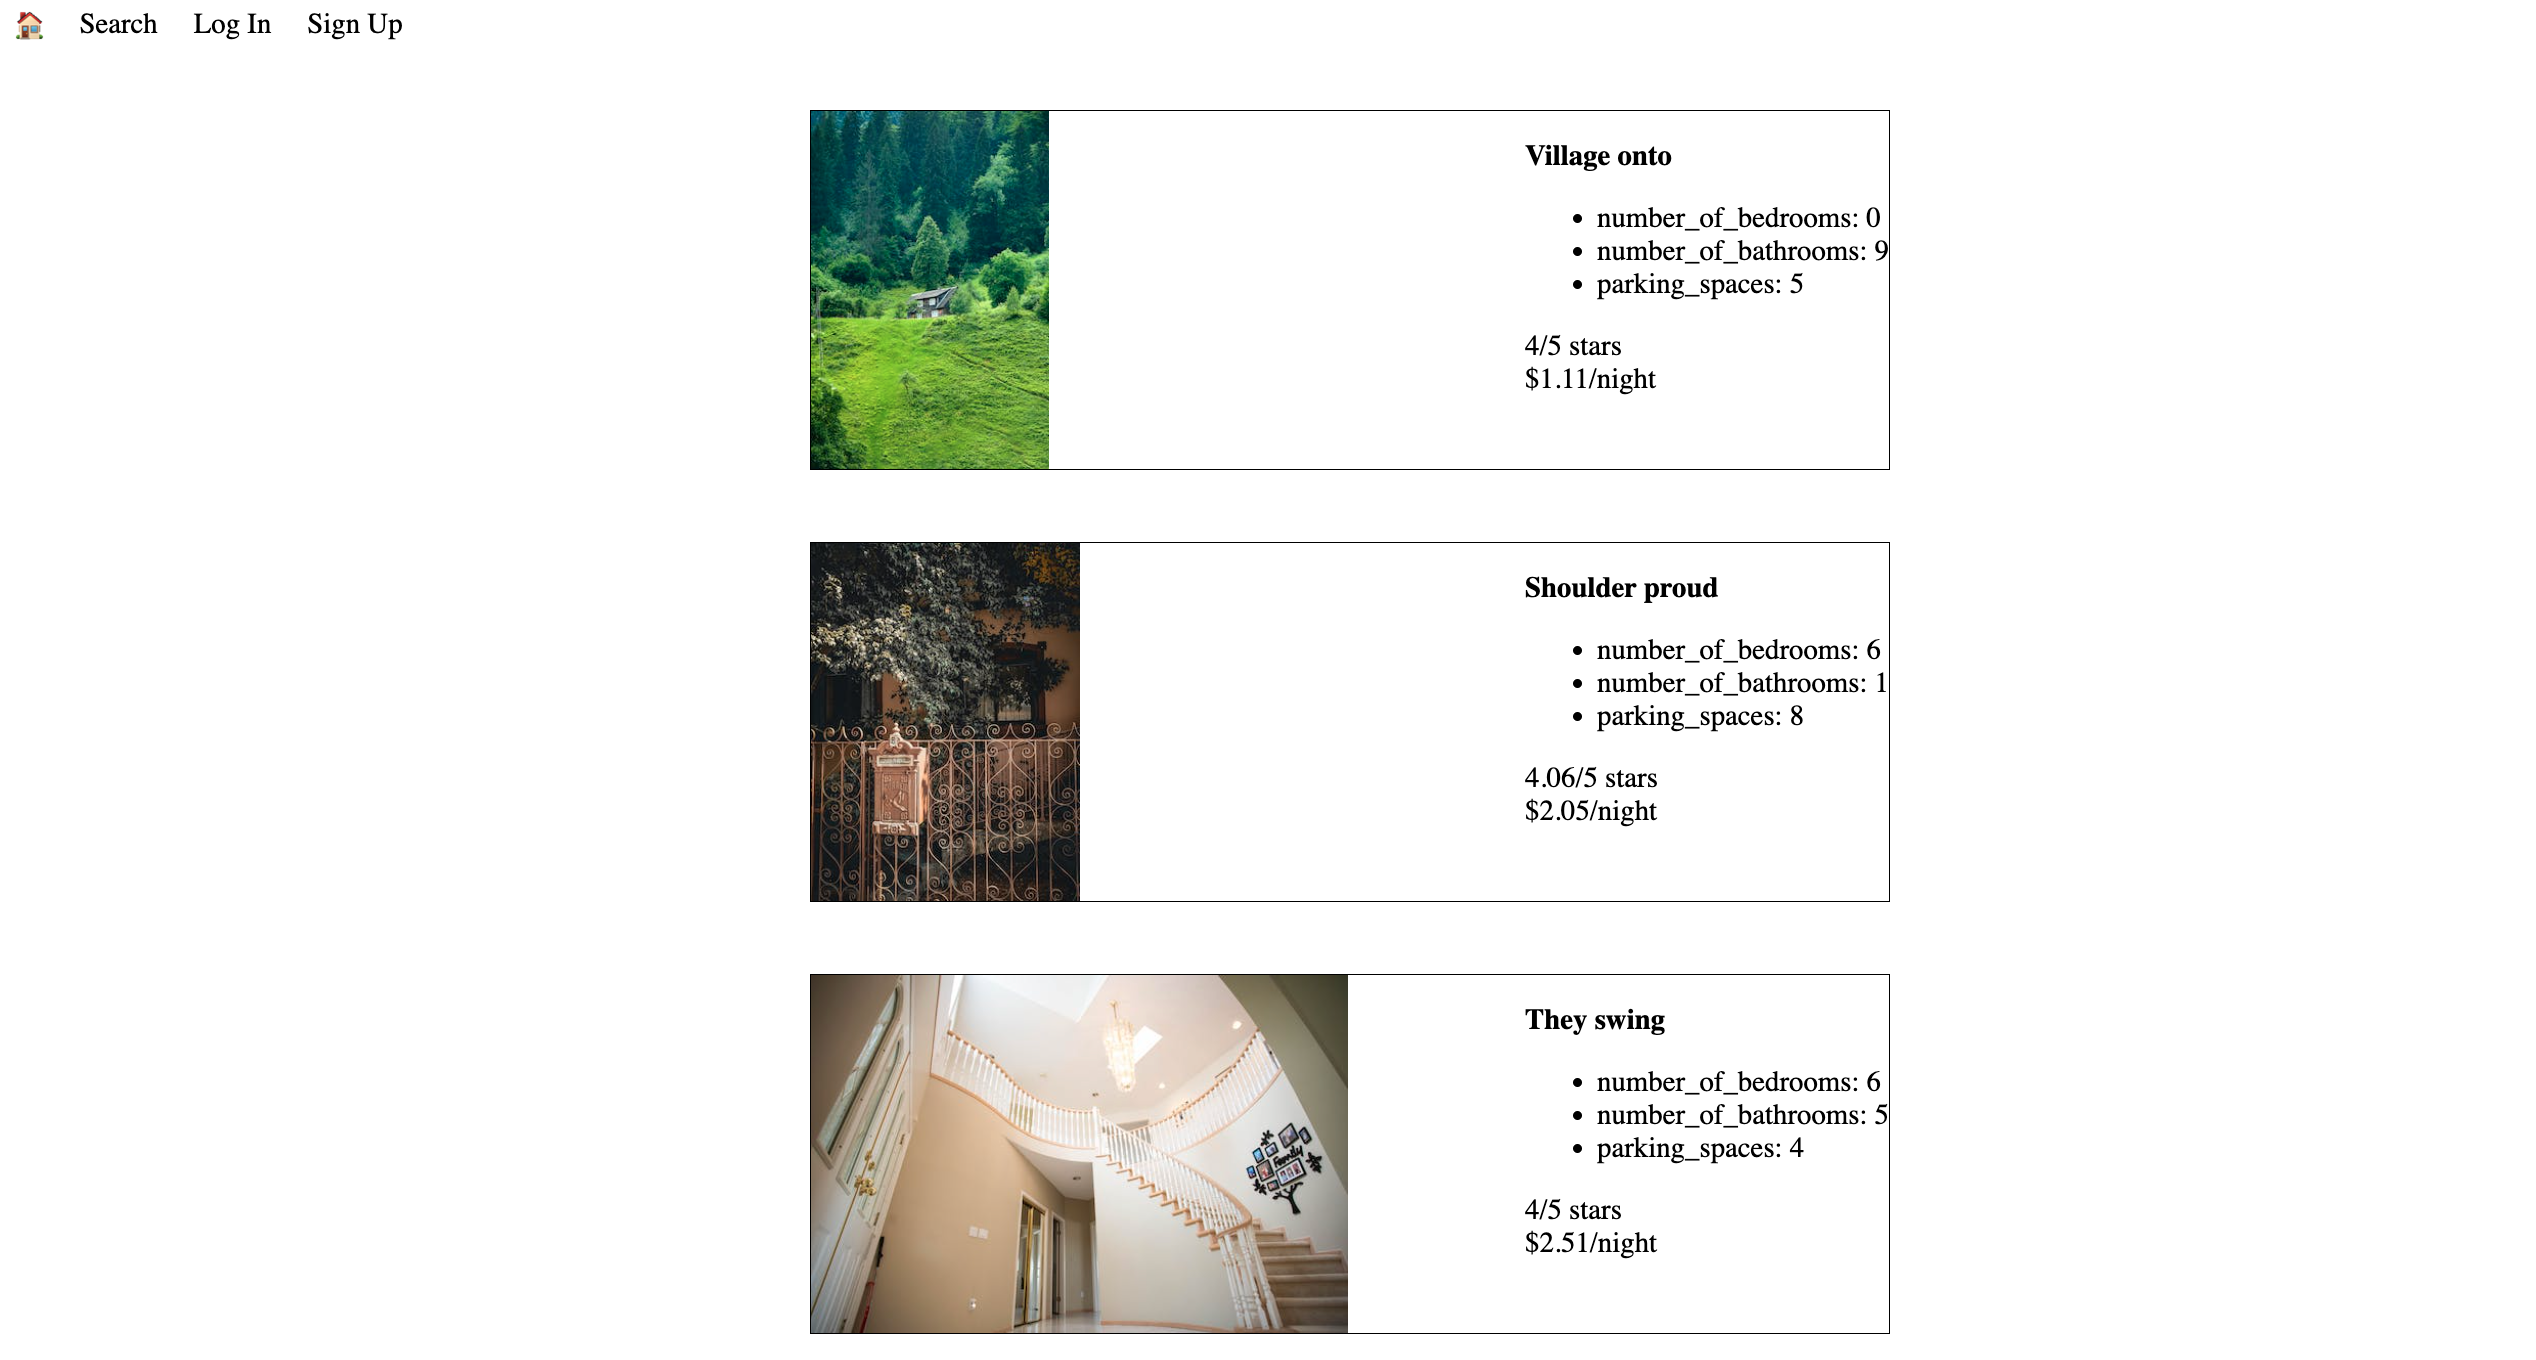 Search Log In Sign Up
Village onto
number_of_bedrooms: 0
number_of_bathrooms: 9
parking_spaces: 5
4/5 stars
$1.11/night
Shoulder proud
number_of_bedrooms: 6
number_of_bathrooms: 1
parking_spaces: 8
4.06/5 stars
$2.05/night
They swing
number_of_bedrooms: 6
number_of_bathrooms: 5
parking_spaces: 4
Family
4/5 stars
$2.51/night